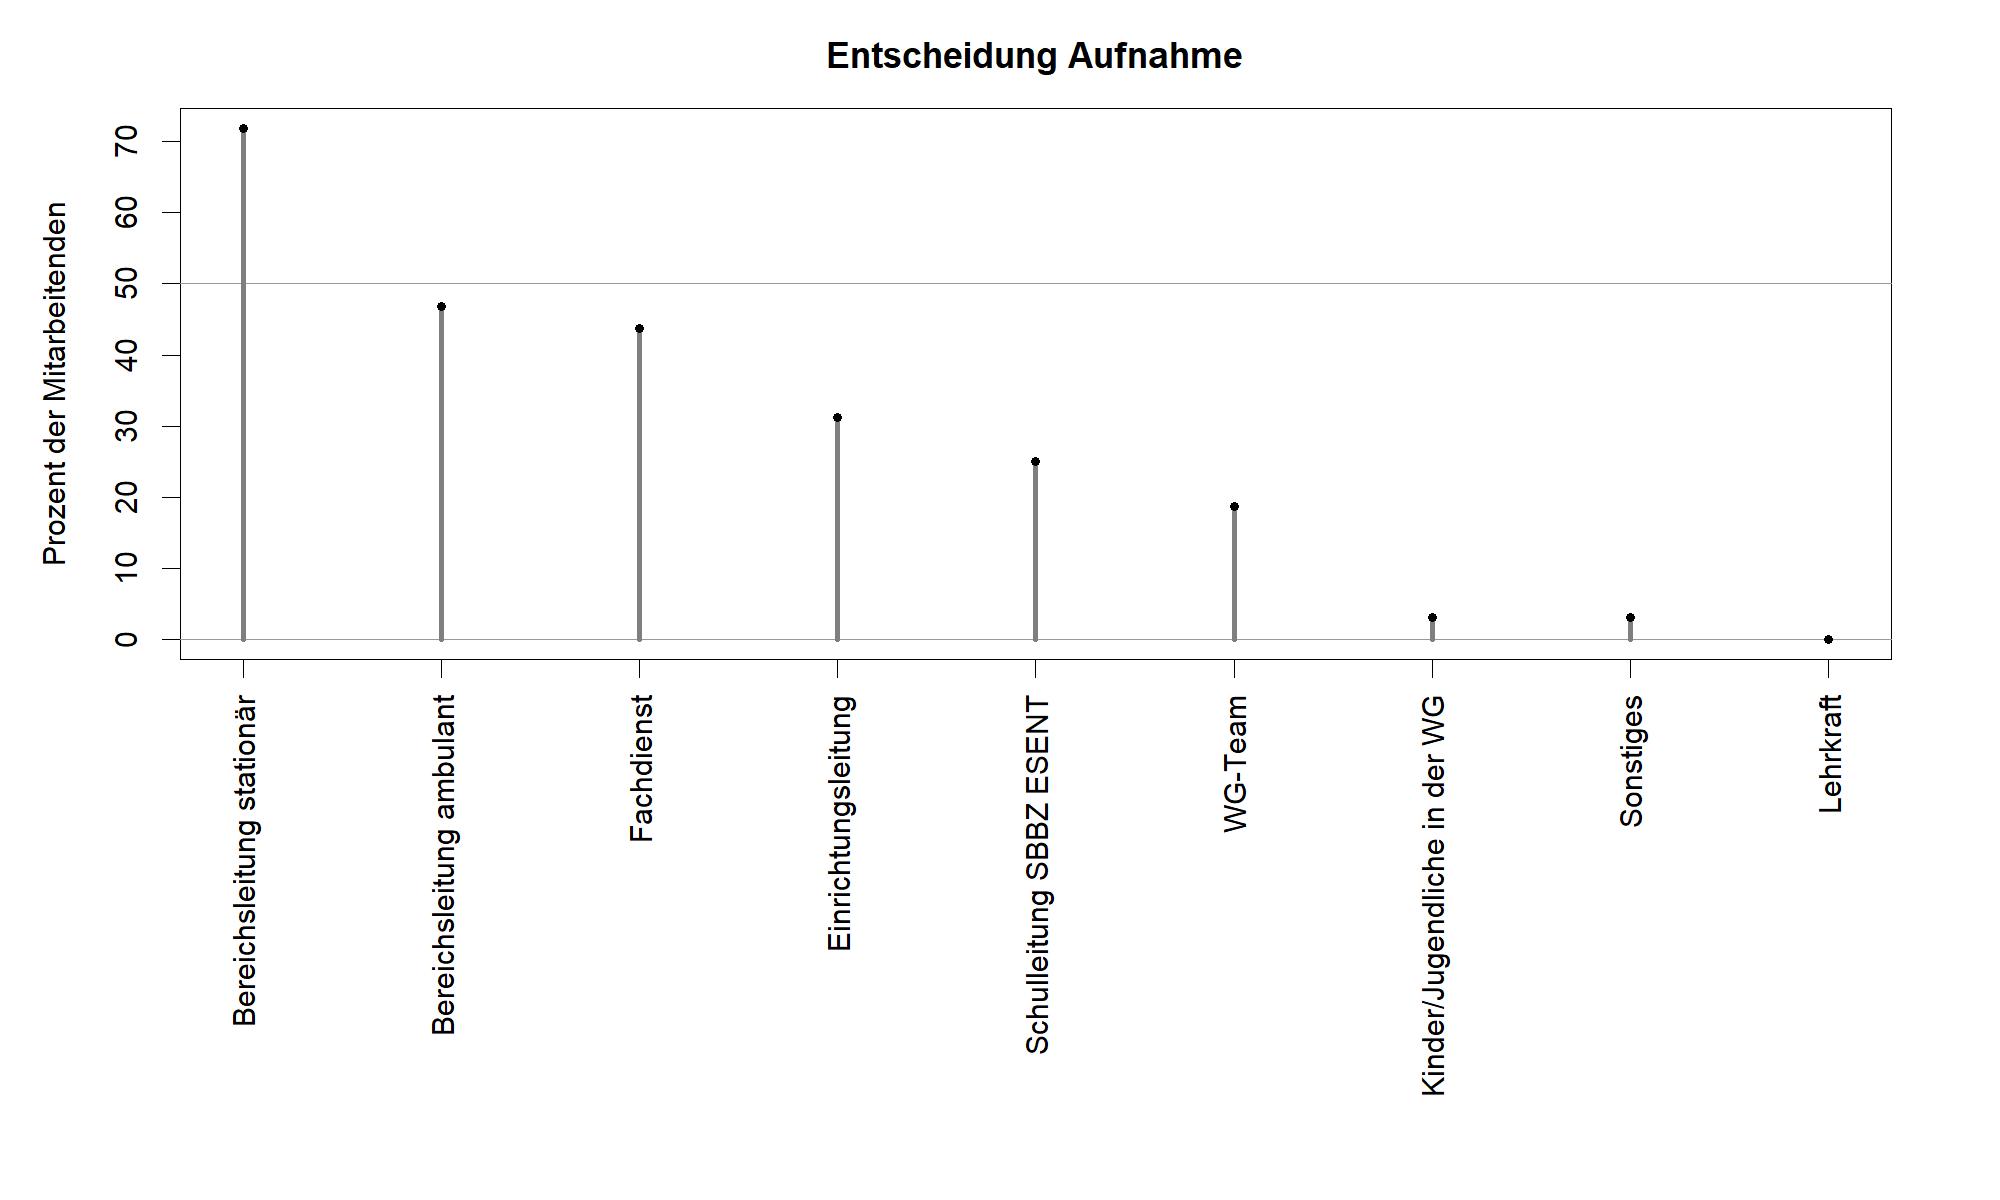 Entscheidung Aufnahme
Prozent der Mitarbeitenden
70
60
50
40
30
20
10
0
Bereichsleitung stationär
Bereichsleitung ambulant
Fachdienst
Einrichtungsleitung
Schulleitung SBBZ ESENT
WG-Team
Kinder/Jugendliche in der WG
Sonstiges
Lehrkraft